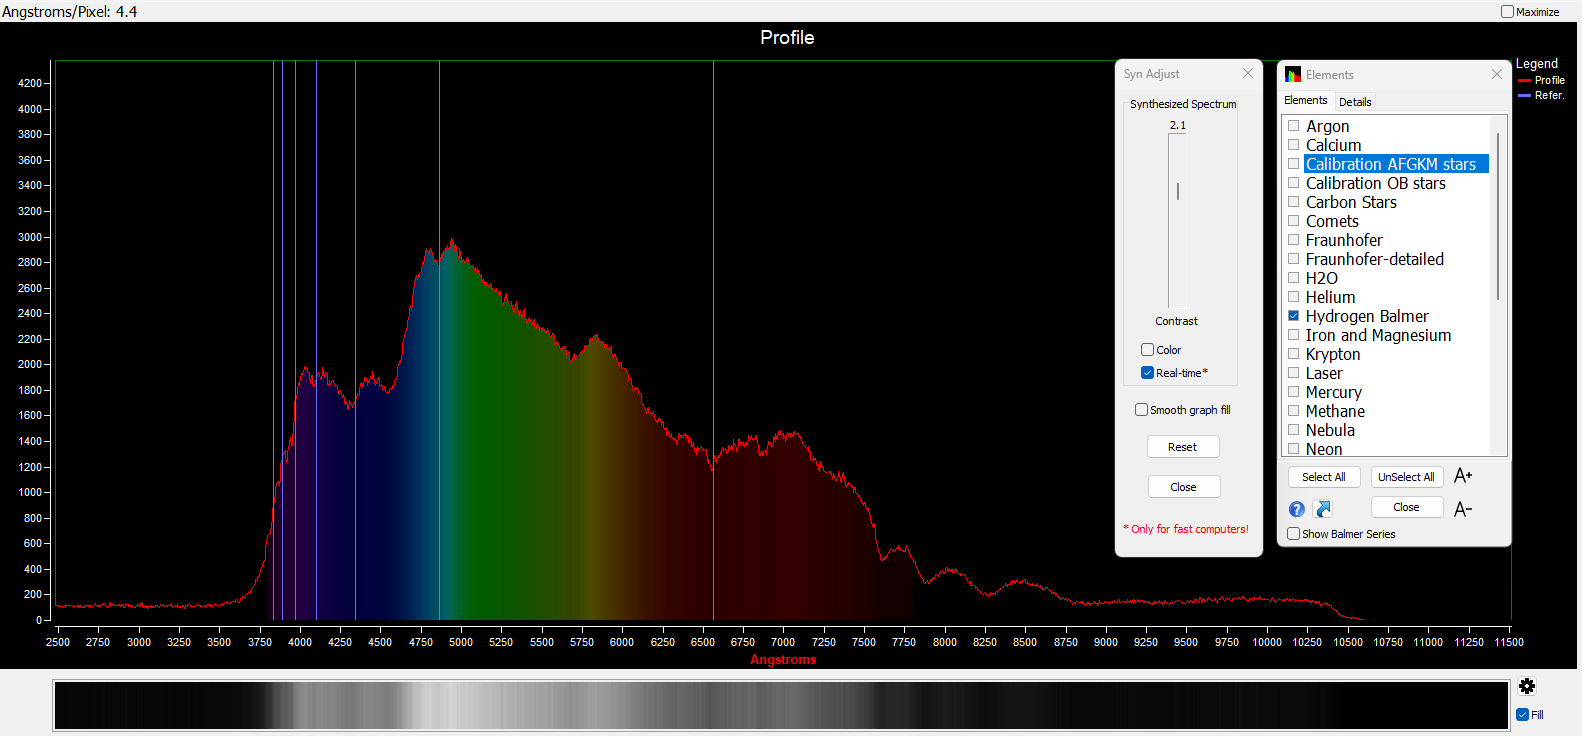 Angstroms/Pixel: 4.4
Maximize
Profile
Legend
Profile
Refer.
4200
4000
3800
3600
3400
3200
3000
2800
2600
2400
2200
2000
1800
1600
1400
1200
1000
800
600
400
200
0
2500 2750 3000 3250 3500 3750 4000 4250 4500 4750 5000 5250 5500 5750 6000 6250 6500 6750 7000 7250 7500 7750 8000 8250 8500 8750 9000 9250 9500 9750 10000 10250 10500 10750 11000 11250 11500
Angstroms
Syn Adjust
Synthesized Spectrum
2.1
Contrast
Color
Real-time*
Smooth graph fill
Reset
Close
* Only for fast computers!
Elements
Elements Details
Argon
Calcium
Calibration AFGKM stars
Calibration OB stars
Carbon Stars
Comets
Fraunhofer
Fraunhofer-detailed
H2O
Helium
Hydrogen Balmer
Iron and Magnesium
Krypton
Laser
Mercury
Methane
Nebula
Neon
Select All UnSelect All A+
? Close A-
Show Balmer Series
Fill